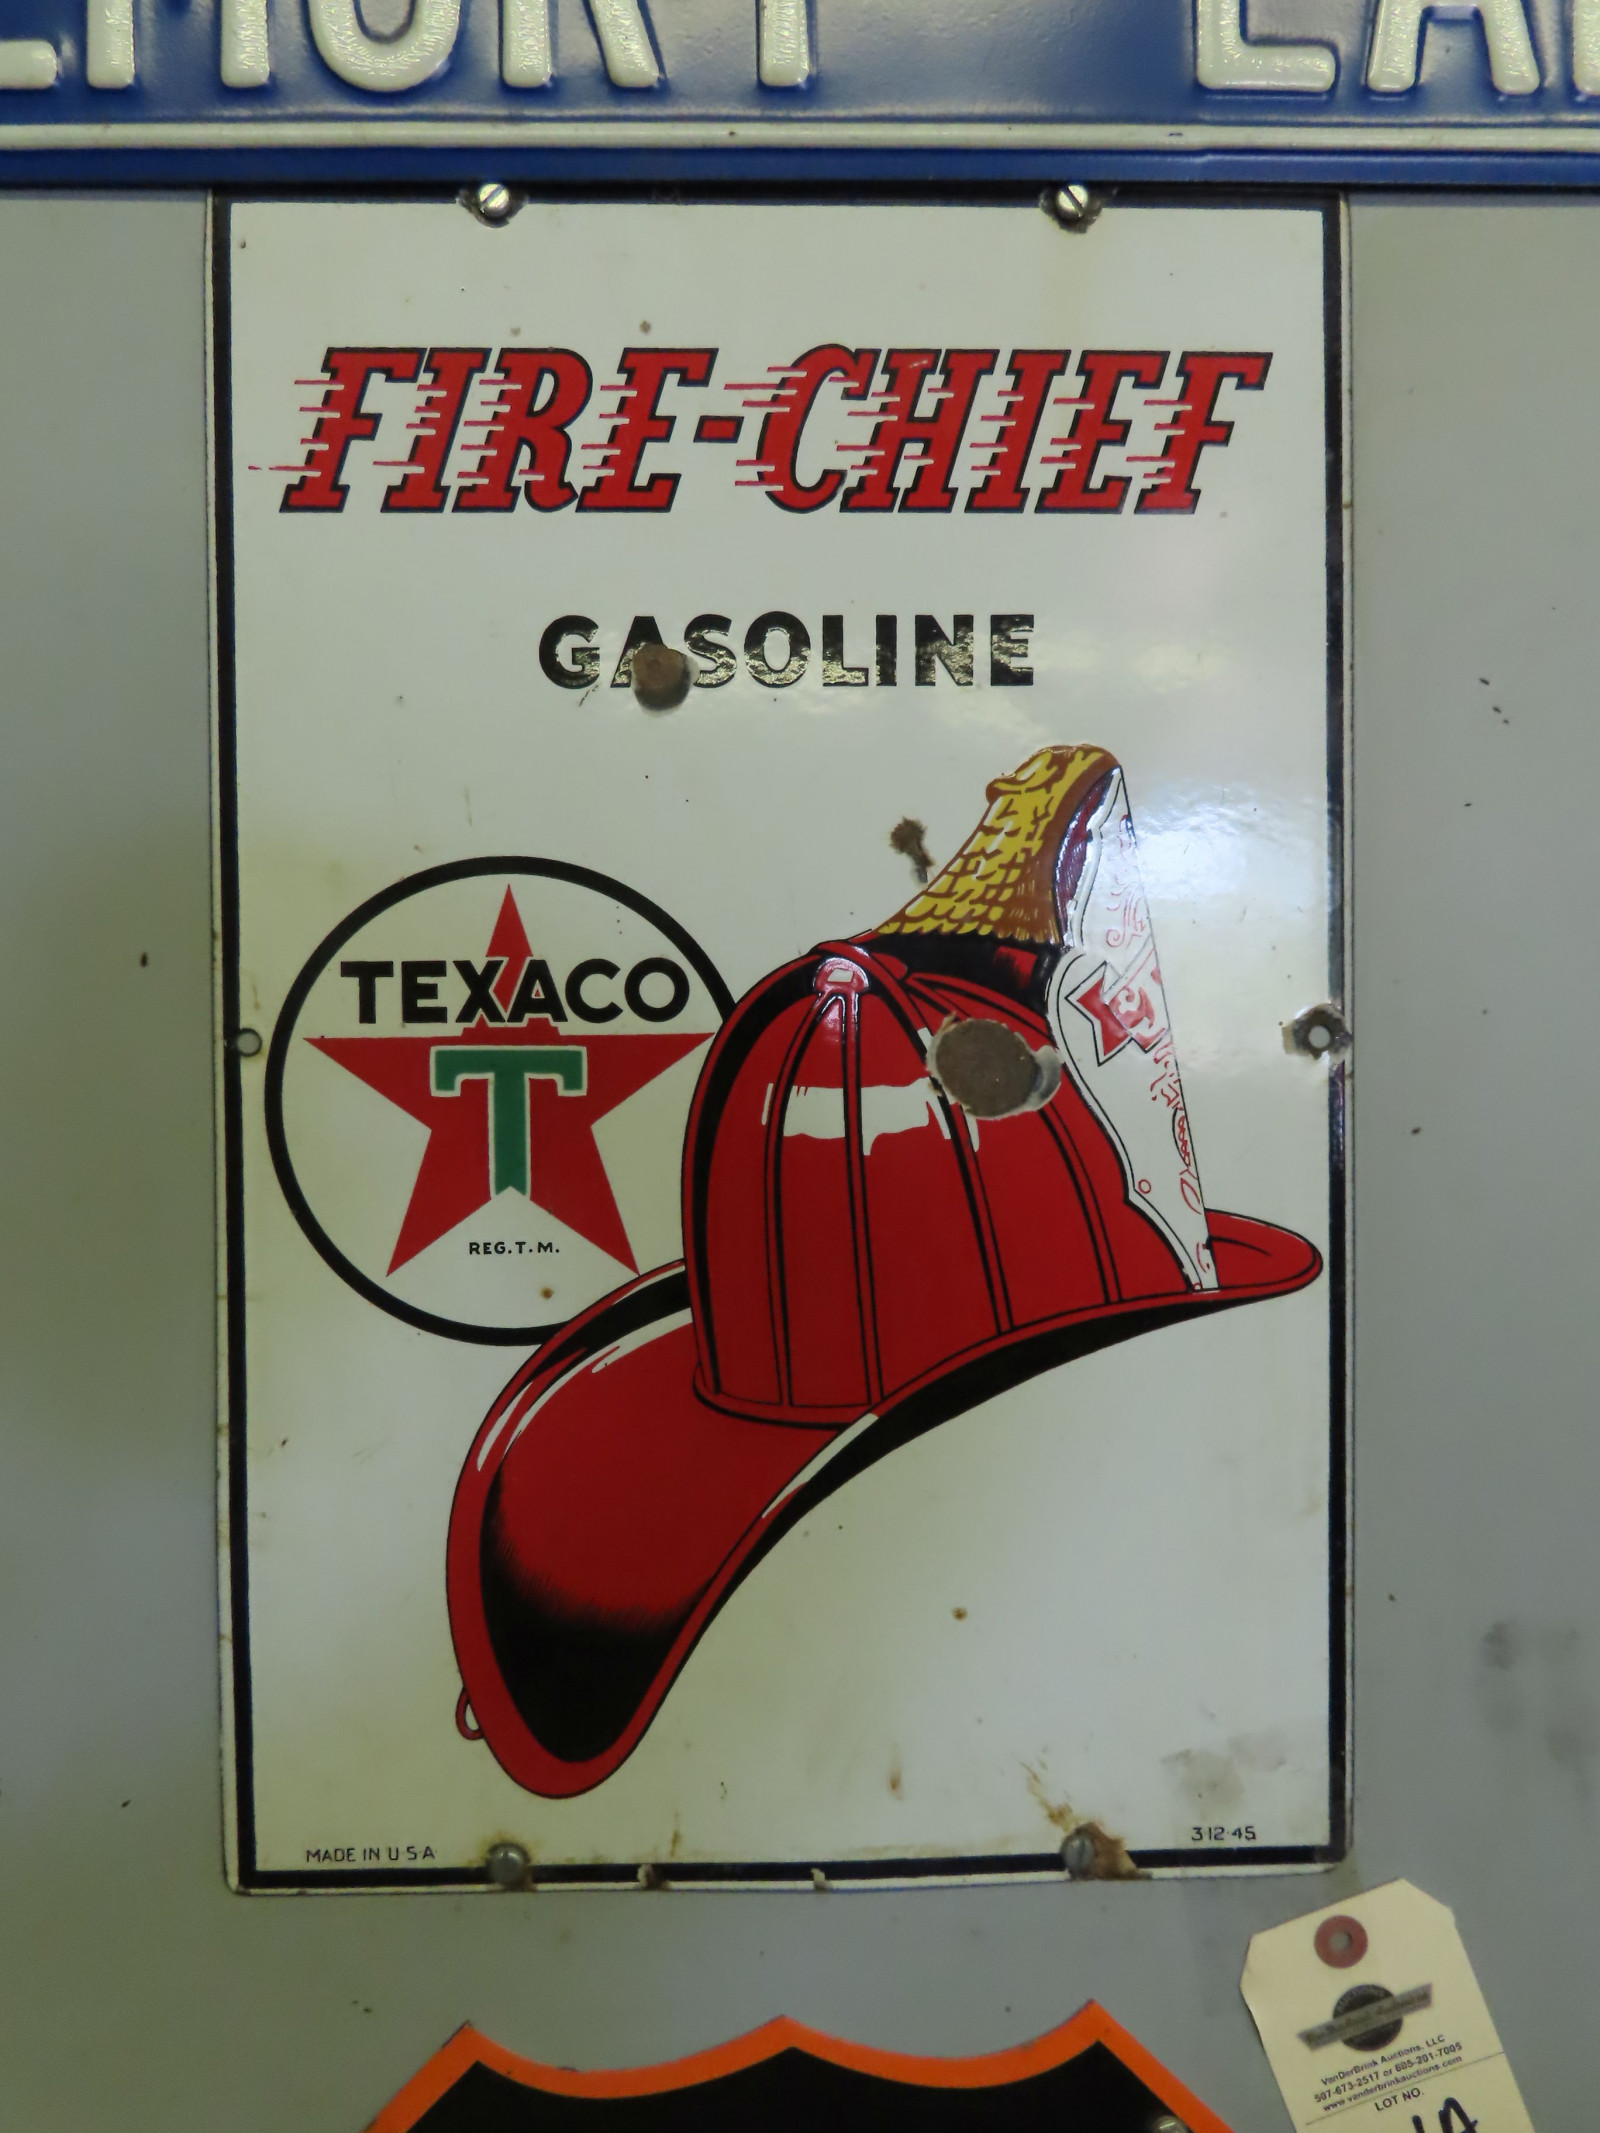 FIRE-CHIEF
GASOLINE
TEXACO
T
REG. T. M.
MADE IN U S A
3·12·45
VanDerBrink Auctions, LLC
507-673-2517 or 605-201-7005
www.vanderbrinkauctions.com
LOT NO.